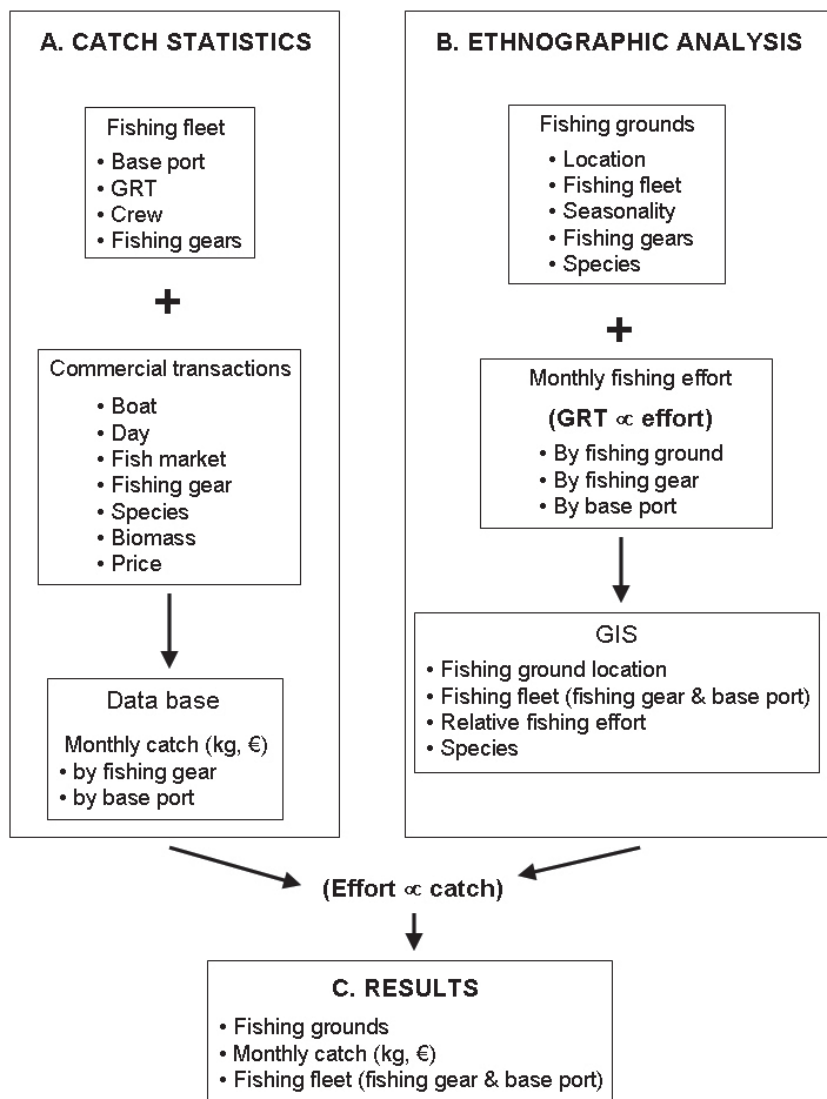 A. CATCH STATISTICS
Fishing fleet
• Base port
• GRT
• Crew
• Fishing gears
+
Commercial transactions
• Boat
• Day
• Fish market
• Fishing gear
• Species
• Biomass
• Price
Data base
Monthly catch (kg, €)
• by fishing gear
• by base port
B. ETHNOGRAPHIC ANALYSIS
Fishing grounds
• Location
• Fishing fleet
• Seasonality
• Fishing gears
• Species
+
Monthly fishing effort
(GRT ∝ effort)
• By fishing ground
• By fishing gear
• By base port
GIS
• Fishing ground location
• Fishing fleet (fishing gear & base port)
• Relative fishing effort
• Species
(Effort ∝ catch)
C. RESULTS
• Fishing grounds
• Monthly catch (kg, €)
• Fishing fleet (fishing gear & base port)